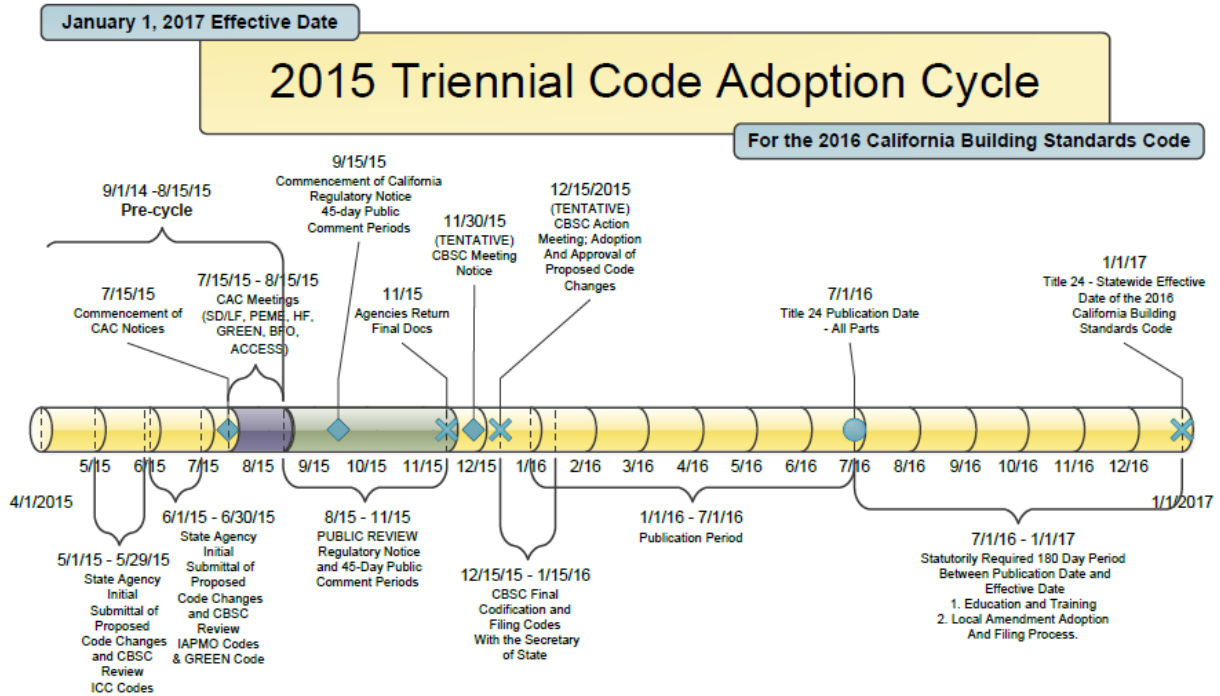 January 1, 2017 Effective Date
2015 Triennial Code Adoption Cycle
For the 2016 California Building Standards Code
9/1/14 -8/15/15
Pre-cycle
9/15/15
Commencement of California
Regulatory Notice
45-day Public
Comment Periods
12/15/2015
(TENTATIVE)
CBSC Action
Meeting; Adoption
And Approval of
Proposed Code
Changes
11/30/15
(TENTATIVE)
CBSC Meeting
Notice
7/15/15
Commencement of
CAC Notices
7/15/15 - 8/15/15
CAC Meetings
(SD/LF, PEME, HF,
GREEN, BFO,
ACCESS)
11/15
Agencies Return
Final Docs
7/1/16
Title 24 Publication Date
- All Parts
1/1/17
Title 24 - Statewide Effective
Date of the 2016
California Building
Standards Code
5/15 6/15 7/15 8/15 9/15 10/15 11/15 12/15 1/16 2/16 3/16 4/16 5/16 6/16 7/16 8/16 9/16 10/16 11/16 12/16
4/1/2015
1/1/2017
5/1/15 - 5/29/15
State Agency
Initial
Submittal of
Proposed
Code Changes
and CBSC
Review
ICC Codes
6/1/15 - 6/30/15
State Agency
Initial
Submittal of
Proposed
Code Changes
and CBSC
Review
IAPMO Codes
& GREEN Code
8/15 - 11/15
PUBLIC REVIEW
Regulatory Notice
and 45-Day Public
Comment Periods
12/15/15 - 1/15/16
CBSC Final
Codification and
Filing Codes
With the Secretary
of State
1/1/16 - 7/1/16
Publication Period
7/1/16 - 1/1/17
Statutorily Required 180 Day Period
Between Publication Date and
Effective Date
1. Education and Training
2. Local Amendment Adoption
And Filing Process.